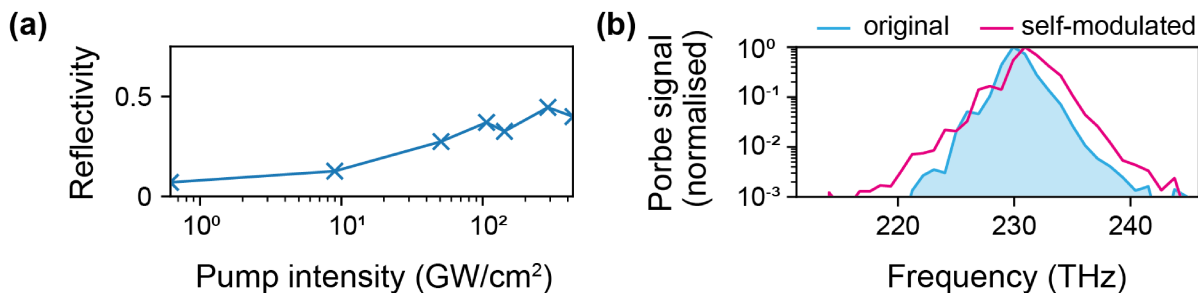 (a)
Reflectivity
0.5
0
10⁰
10¹
10²
Pump intensity (GW/cm²)
(b)
original
self-modulated
Porbe signal
(normalised)
10⁰
10⁻¹
10⁻²
10⁻³
220
230
240
Frequency (THz)